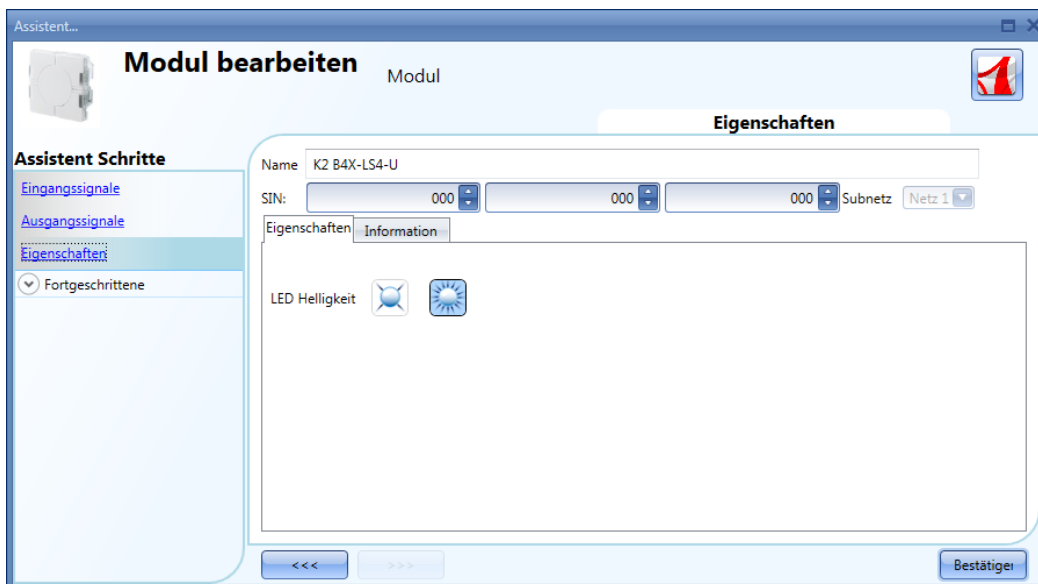 Assistent...
Modul bearbeiten Modul
Eigenschaften
Assistent Schritte
Eingangssignale
Ausgangssignale
Eigenschaften
Fortgeschrittene
Name K2 B4X-LS4-U
SIN: 000 000 000 Subnetz Netz 1
Eigenschaften Information
LED Helligkeit
<<< >>> Bestätiger